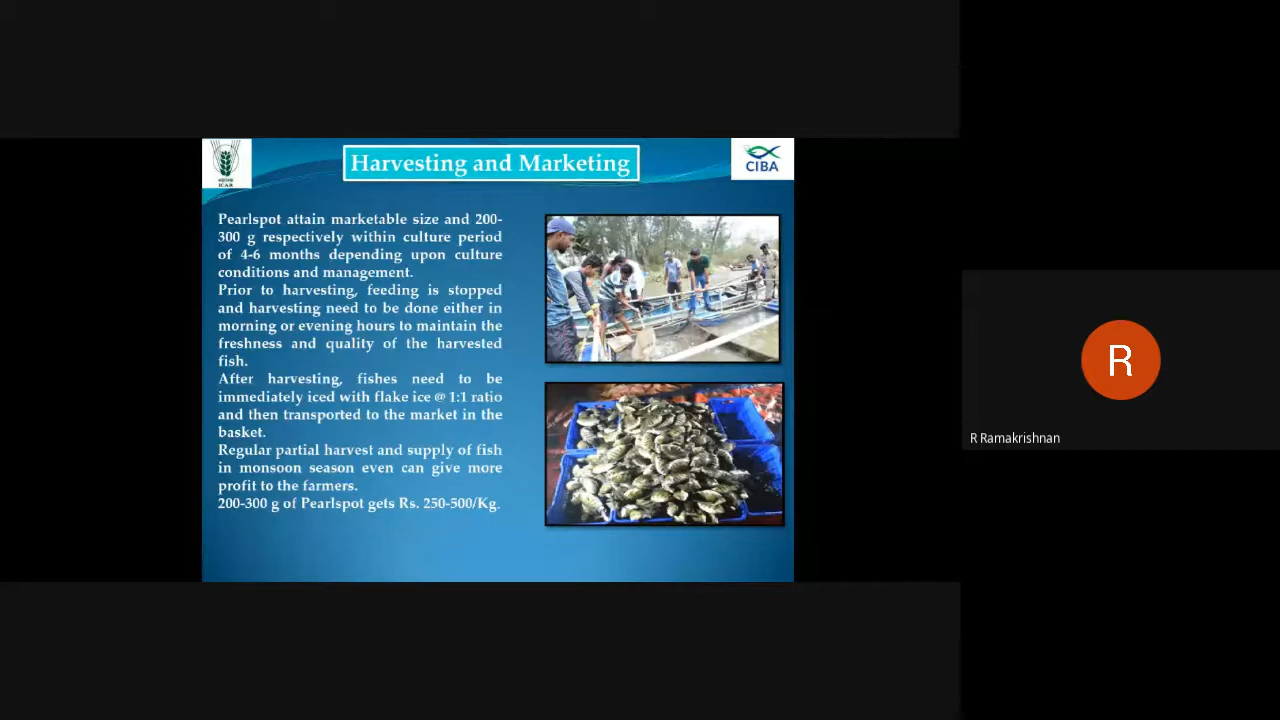 Harvesting and Marketing
ICAR
CIBA
Pearlspot attain marketable size and 200-
300 g respectively within culture period
of 4-6 months depending upon culture
conditions and management.
Prior to harvesting, feeding is stopped
and harvesting need to be done either in
morning or evening hours to maintain the
freshness and quality of the harvested
fish.
After harvesting, fishes need to be
immediately iced with flake ice @ 1:1 ratio
and then transported to the market in the
basket.
Regular partial harvest and supply of fish
in monsoon season even can give more
profit to the farmers.
200-300 g of Pearlspot gets Rs. 250-500/Kg.
R
R Ramakrishnan